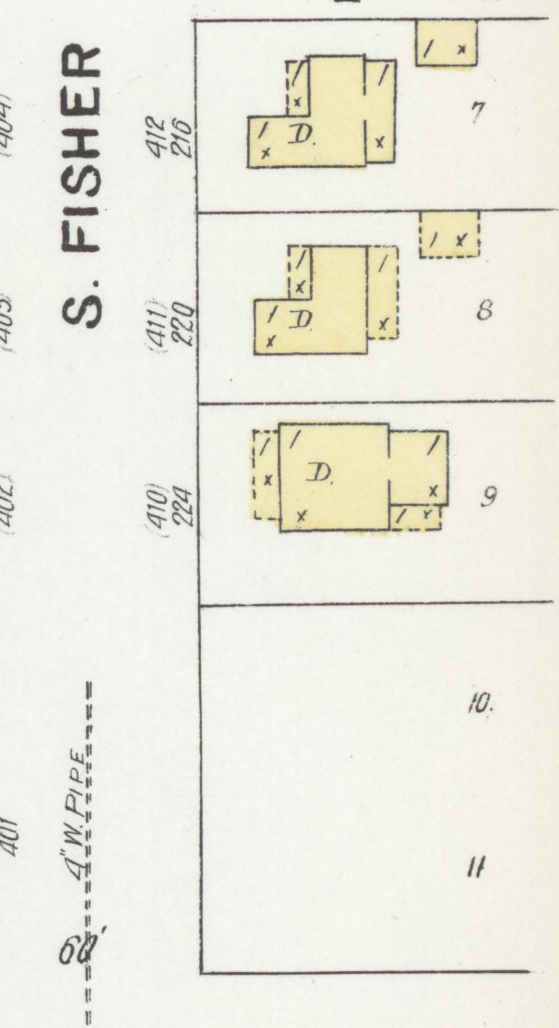 S. FISHER
(404)
412
216
/ x
/ x
D.
/ x
/ x
7
(403)
(411)
220
/ x
/ x
D
/ x
/ x
8
(402)
(410)
224
/ x
/ x
D.
/ x
/ x
9
10.
11
401
4" W. PIPE
60'